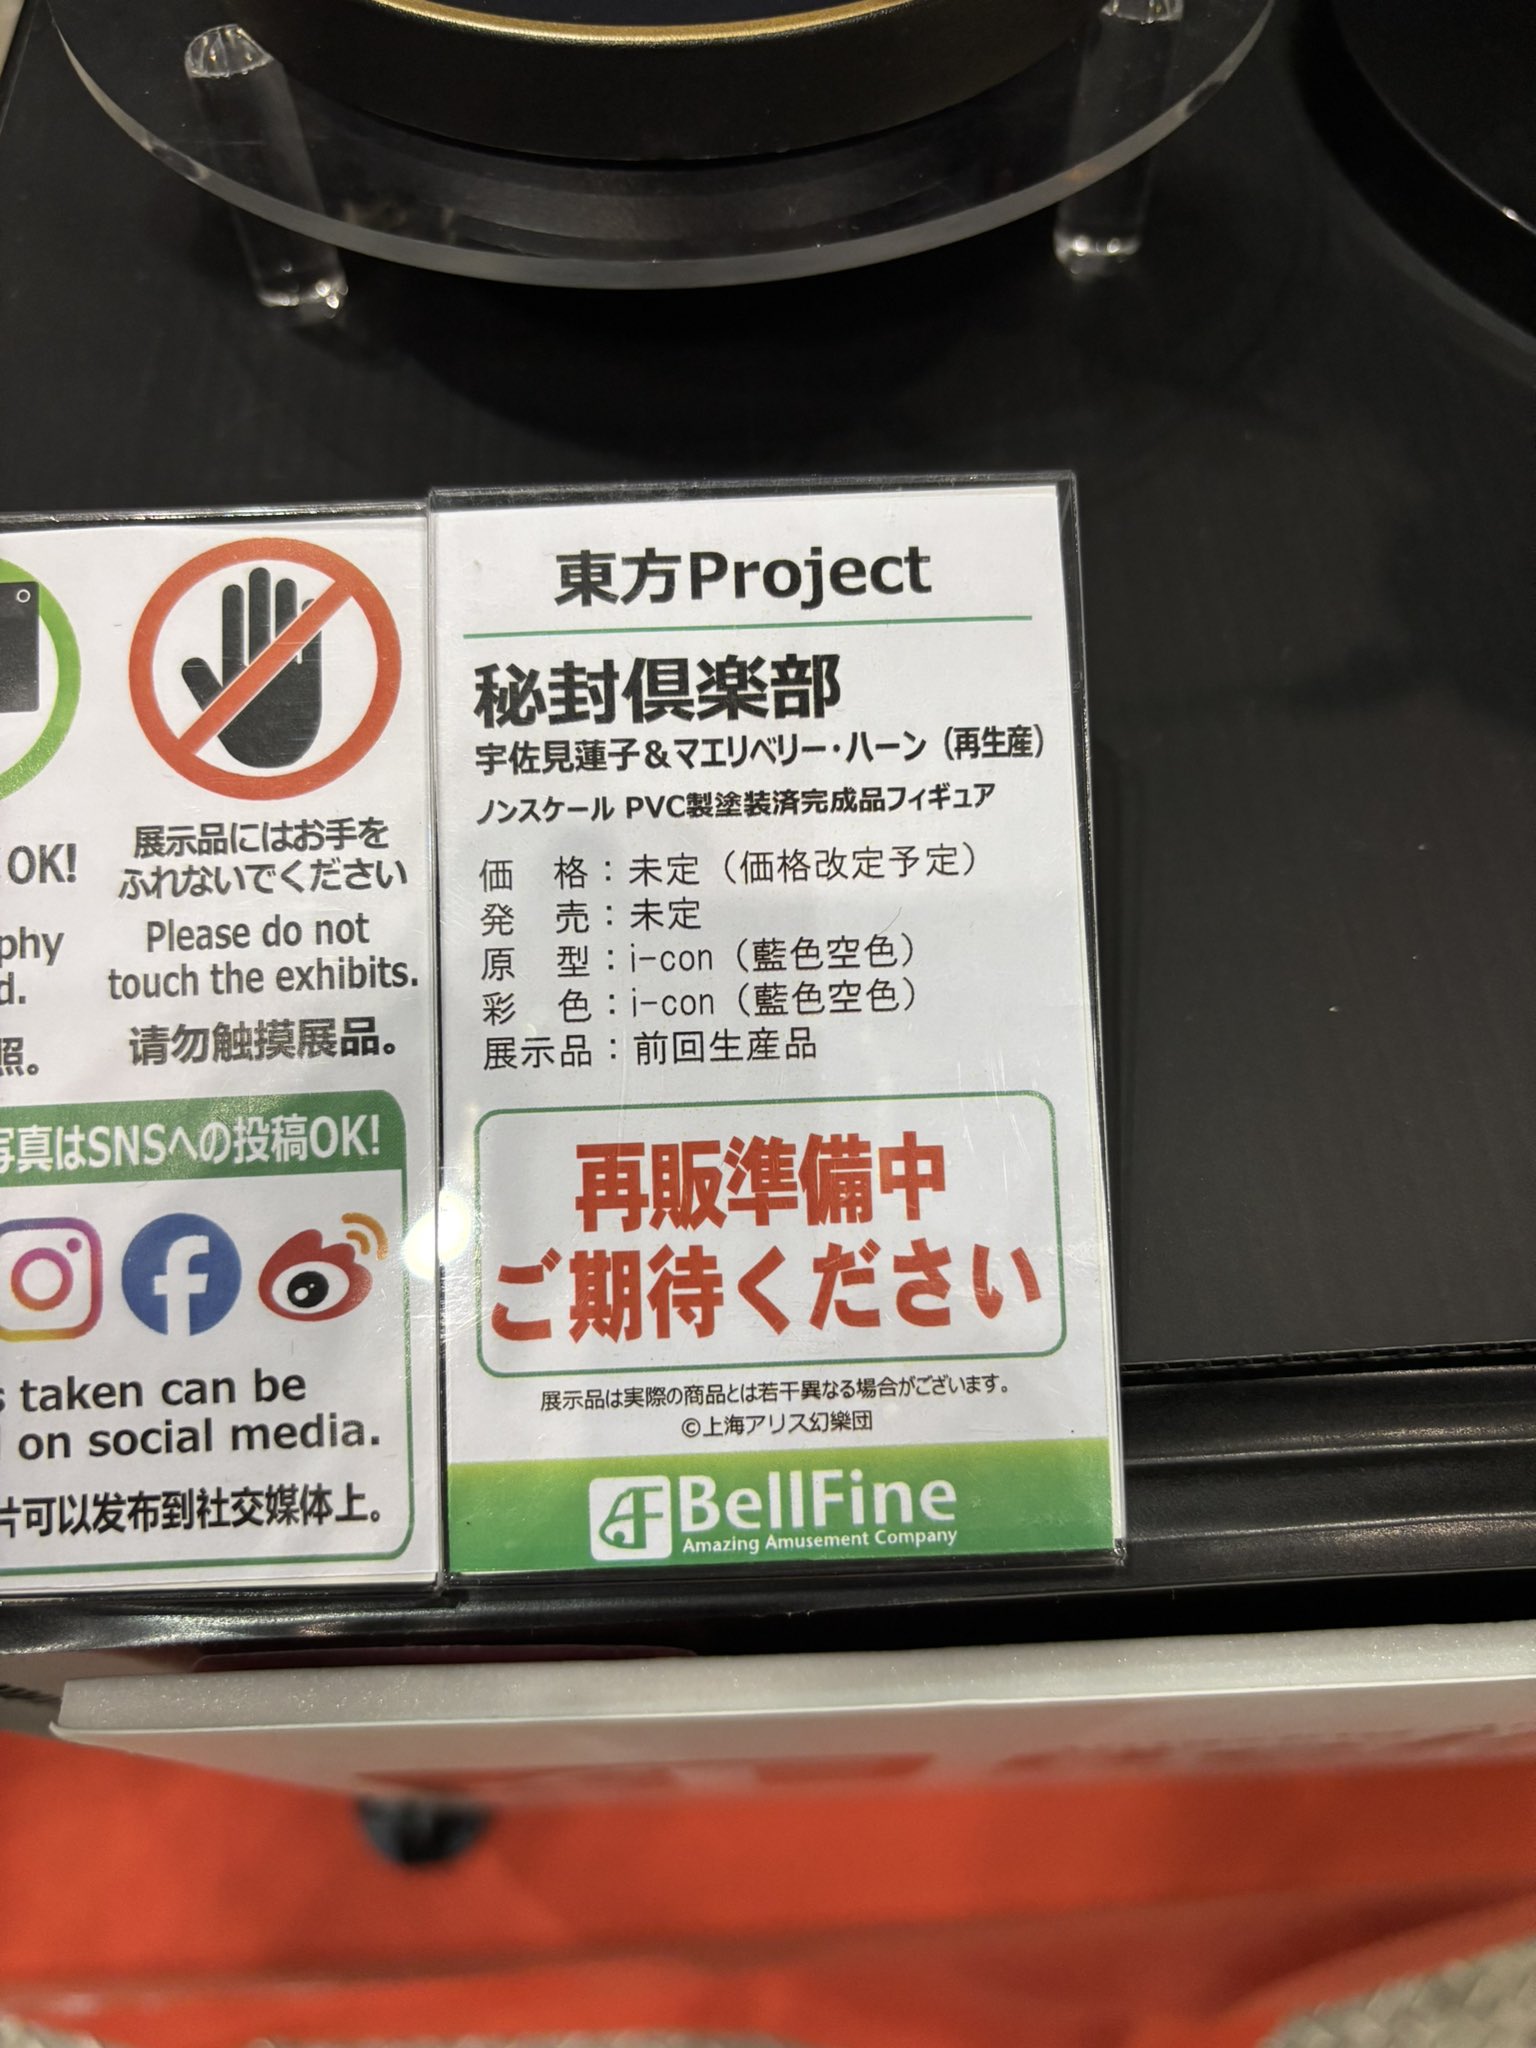 OK!
展示品にはお手を
ふれないでください
phy
d.
Please do not
touch the exhibits.
照。
请勿触摸展品。
写真はSNSへの投稿OK!
s taken can be
on social media.
片可以发布到社交媒体上。
東方Project
秘封倶楽部
宇佐見蓮子&マエリベリー・ハーン（再生産）
ノンスケール PVC製塗装済完成品フィギュア
価　格：未定（価格改定予定）
発　売：未定
原　型：i-con（藍色空色）
彩　色：i-con（藍色空色）
展示品：前回生産品
再販準備中
ご期待ください
展示品は実際の商品とは若干異なる場合がございます。
©上海アリス幻樂団
BellFine
Amazing Amusement Company